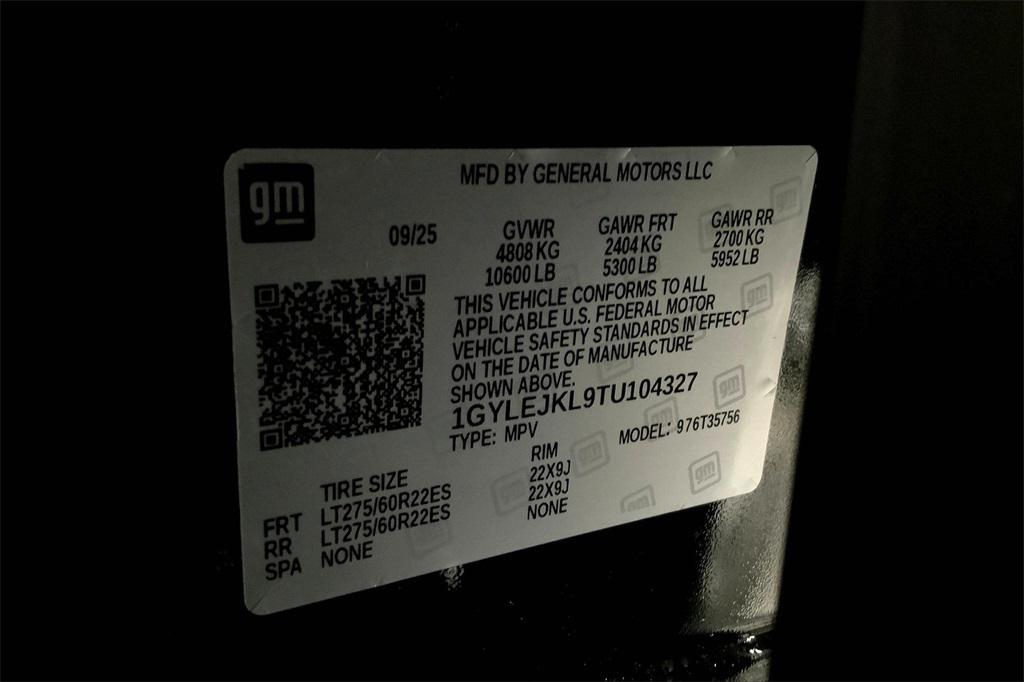 gm
MFD BY GENERAL MOTORS LLC
09/25
GVWR
4808 KG
10600 LB
GAWR FRT
2404 KG
5300 LB
GAWR RR
2700 KG
5952 LB
THIS VEHICLE CONFORMS TO ALL
APPLICABLE U.S. FEDERAL MOTOR
VEHICLE SAFETY STANDARDS IN EFFECT
ON THE DATE OF MANUFACTURE
SHOWN ABOVE.
1GYLEJKL9TU104327
TYPE: MPV
MODEL: 976T35756
TIRE SIZE
RIM
FRT LT275/60R22ES 22X9J
RR LT275/60R22ES 22X9J
SPA NONE NONE